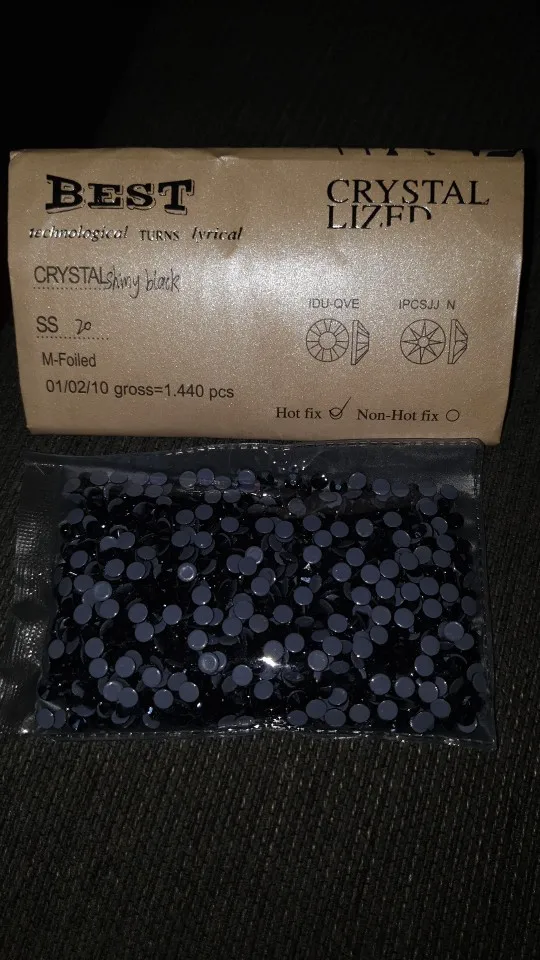 BEST
CRYSTAL
LIZED
technological TURNS lyrical
CRYSTAL shiny black
IDU-QVE
IPCSJJ N
SS 20
M-Foiled
01/02/10 gross=1.440 pcs
Hot fix Non-Hot fix